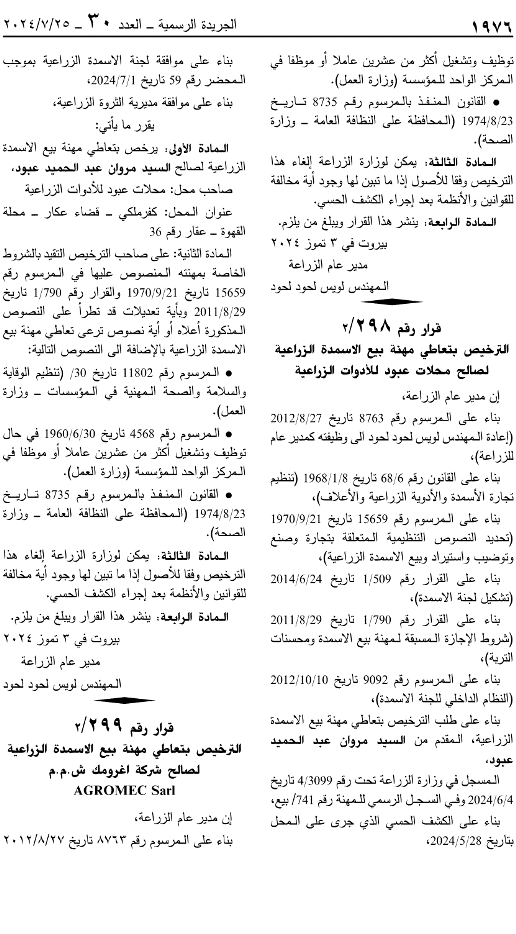 ١٩٧٦
الجريدة الرسمية ــ العدد ٣٠ ــ ٢٠٢٤/٧/٢٥
توظيف وتشغيل أكثر من عشرين عاملا أو موظفا في
المركز الواحد للمؤسسة (وزارة العمل).
● القانون المنفذ بالمرسوم رقم 8735 تاريخ
1974/8/23 (المحافظة على النظافة العامة ــ وزارة
الصحة).
المادة الثالثة: يمكن لوزارة الزراعة إلغاء هذا
الترخيص وفقا للأصول إذا ما تبين لها وجود أية مخالفة
للقوانين والأنظمة بعد إجراء الكشف الحسي.
المادة الرابعة: ينشر هذا القرار ويبلغ من يلزم.
بيروت في ٣ تموز ٢٠٢٤
مدير عام الزراعة
المهندس لويس لحود لحود
قرار رقم ٢/٢٩٨
الترخيص بتعاطي مهنة بيع الاسمدة الزراعية
لصالح محلات عبود للأدوات الزراعية
إن مدير عام الزراعة،
بناء على المرسوم رقم 8763 تاريخ 2012/8/27
(إعادة المهندس لويس لحود لحود الى وظيفته كمدير عام
للزراعة)،
بناء على القانون رقم 68/6 تاريخ 1968/1/8 (تنظيم
تجارة الأسمدة والأدوية الزراعية والأعلاف)،
بناء على المرسوم رقم 15659 تاريخ 1970/9/21
(تحديد النصوص التنظيمية المتعلقة بتجارة وصنع
وتوضيب واستيراد وبيع الاسمدة الزراعية)،
بناء على القرار رقم 1/509 تاريخ 2014/6/24
(تشكيل لجنة الاسمدة)،
بناء على القرار رقم 1/790 تاريخ 2011/8/29
(شروط الإجازة المسبقة لمهنة بيع الاسمدة ومحسنات
التربة)،
بناء على المرسوم رقم 9092 تاريخ 2012/10/10
(النظام الداخلي للجنة الاسمدة)،
بناء على طلب الترخيص بتعاطي مهنة بيع الاسمدة
الزراعية، المقدم من السيد مروان عبد الحميد
عبود،
المسجل في وزارة الزراعة تحت رقم 4/3099 تاريخ
2024/6/4 وفي السجل الرسمي للمهنة رقم 741/ بيع،
بناء على الكشف الحسي الذي جرى على المحل
بتاريخ 2024/5/28،
بناء على موافقة لجنة الاسمدة الزراعية بموجب
المحضر رقم 59 تاريخ 2024/7/1،
بناء على موافقة مديرية الثروة الزراعية،
يقرر ما يأتي:
المادة الأولى: يرخص بتعاطي مهنة بيع الاسمدة
الزراعية لصالح السيد مروان عبد الحميد عبود،
صاحب محل: محلات عبود للأدوات الزراعية
عنوان المحل: كفرملكي ــ قضاء عكار ــ محلة
القهوة ــ عقار رقم 36
المادة الثانية: على صاحب الترخيص التقيد بالشروط
الخاصة بمهنته المنصوص عليها في المرسوم رقم
15659 تاريخ 1970/9/21 والقرار رقم 1/790 تاريخ
2011/8/29 وبأية تعديلات قد تطرأ على النصوص
المذكورة أعلاه أو أية نصوص ترعى تعاطي مهنة بيع
الاسمدة الزراعية بالإضافة الى النصوص التالية:
● المرسوم رقم 11802 تاريخ 30/ (تنظيم الوقاية
والسلامة والصحة المهنية في المؤسسات ــ وزارة
العمل).
● المرسوم رقم 4568 تاريخ 1960/6/30 في حال
توظيف وتشغيل أكثر من عشرين عاملا أو موظفا في
المركز الواحد للمؤسسة (وزارة العمل).
● القانون المنفذ بالمرسوم رقم 8735 تاريخ
1974/8/23 (المحافظة على النظافة العامة ــ وزارة
الصحة).
المادة الثالثة: يمكن لوزارة الزراعة إلغاء هذا
الترخيص وفقا للأصول إذا ما تبين لها وجود أية مخالفة
للقوانين والأنظمة بعد إجراء الكشف الحسي.
المادة الرابعة: ينشر هذا القرار ويبلغ من يلزم.
بيروت في ٣ تموز ٢٠٢٤
مدير عام الزراعة
المهندس لويس لحود لحود
قرار رقم ٢/٢٩٩
الترخيص بتعاطي مهنة بيع الاسمدة الزراعية
لصالح شركة اغرومك ش.م.م
AGROMEC Sarl
إن مدير عام الزراعة،
بناء على المرسوم رقم ٨٧٦٣ تاريخ ٢٠١٢/٨/٢٧